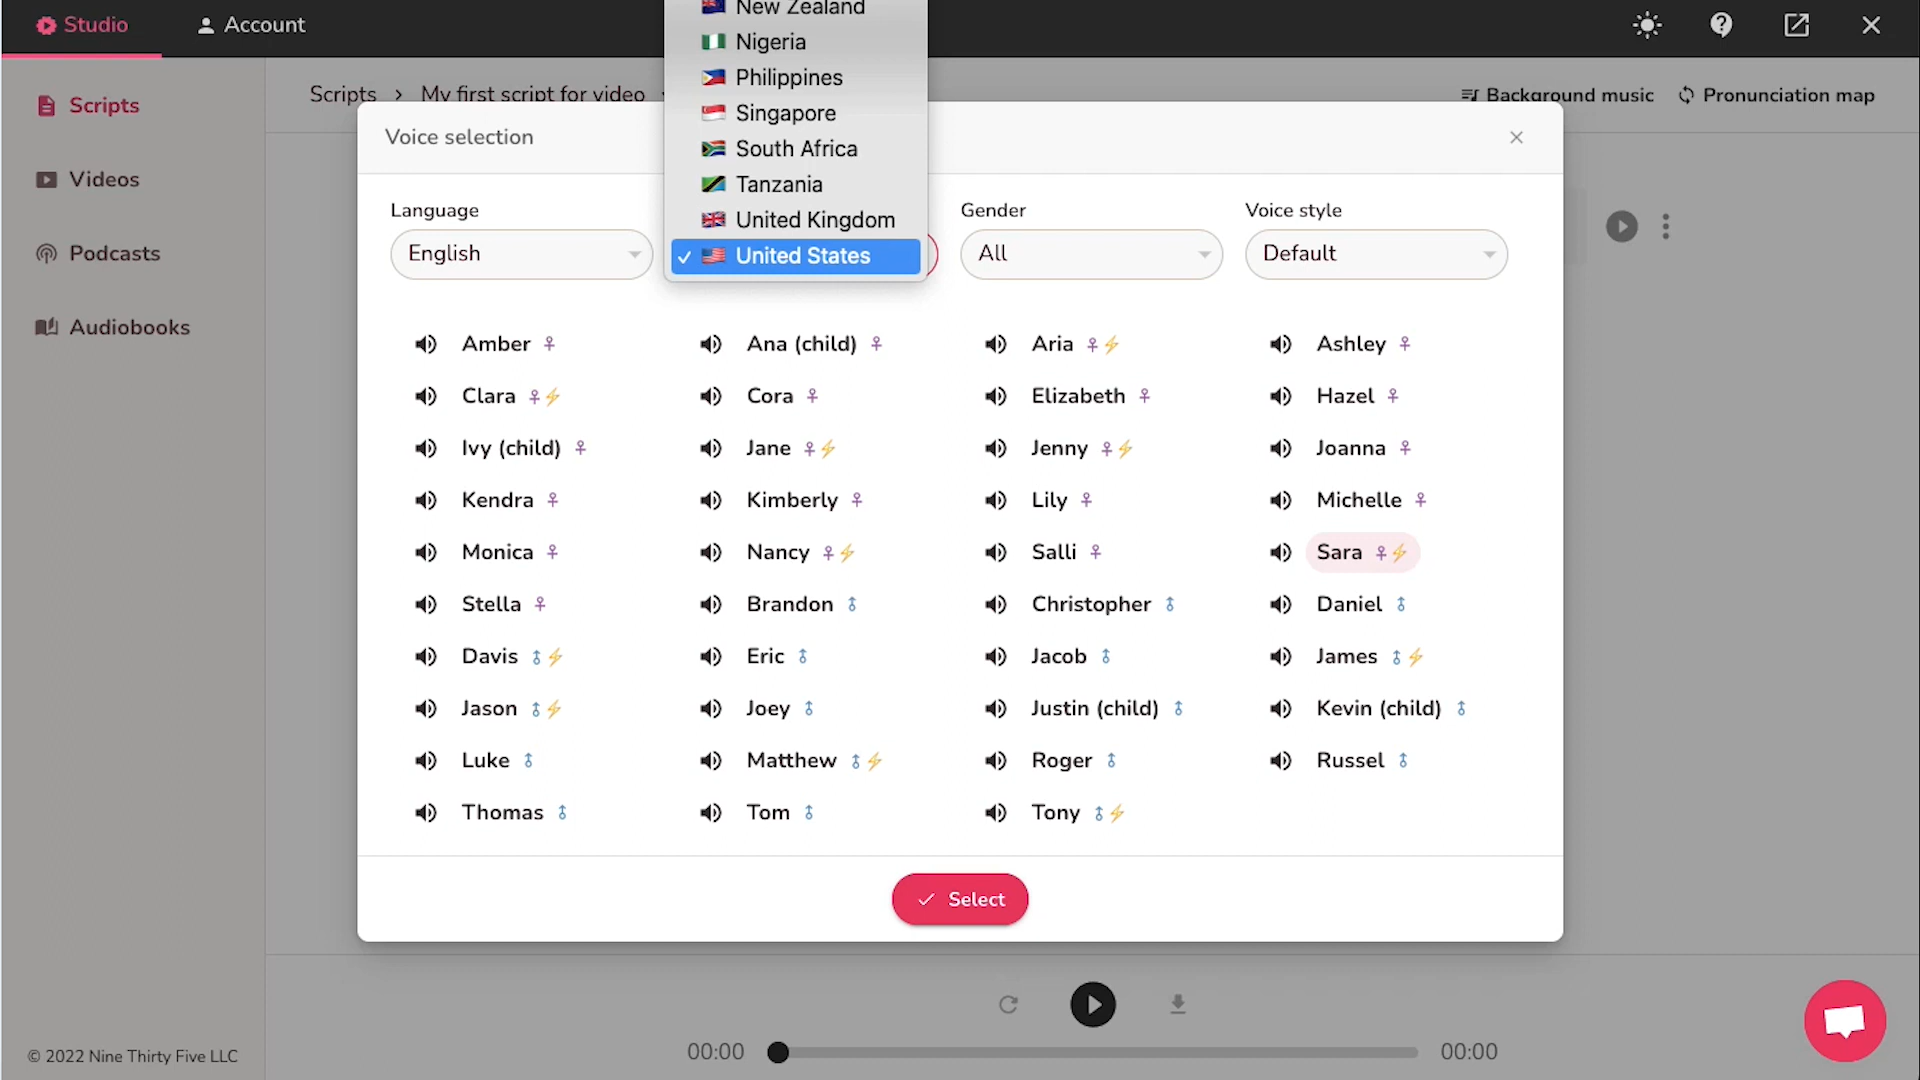 Studio
Account
New Zealand
Nigeria
Philippines
Singapore
South Africa
Tanzania
United Kingdom
United States
Scripts
Videos
Podcasts
Audiobooks
Scripts > My first script for video
Background music
Pronunciation map
Voice selection
Language
Gender
Voice style
English
All
Default
Amber
Ana (child)
Aria
Ashley
Clara
Cora
Elizabeth
Hazel
Ivy (child)
Jane
Jenny
Joanna
Kendra
Kimberly
Lily
Michelle
Monica
Nancy
Salli
Sara
Stella
Brandon
Christopher
Daniel
Davis
Eric
Jacob
James
Jason
Joey
Justin (child)
Kevin (child)
Luke
Matthew
Roger
Russel
Thomas
Tom
Tony
Select
00:00
00:00
© 2022 Nine Thirty Five LLC